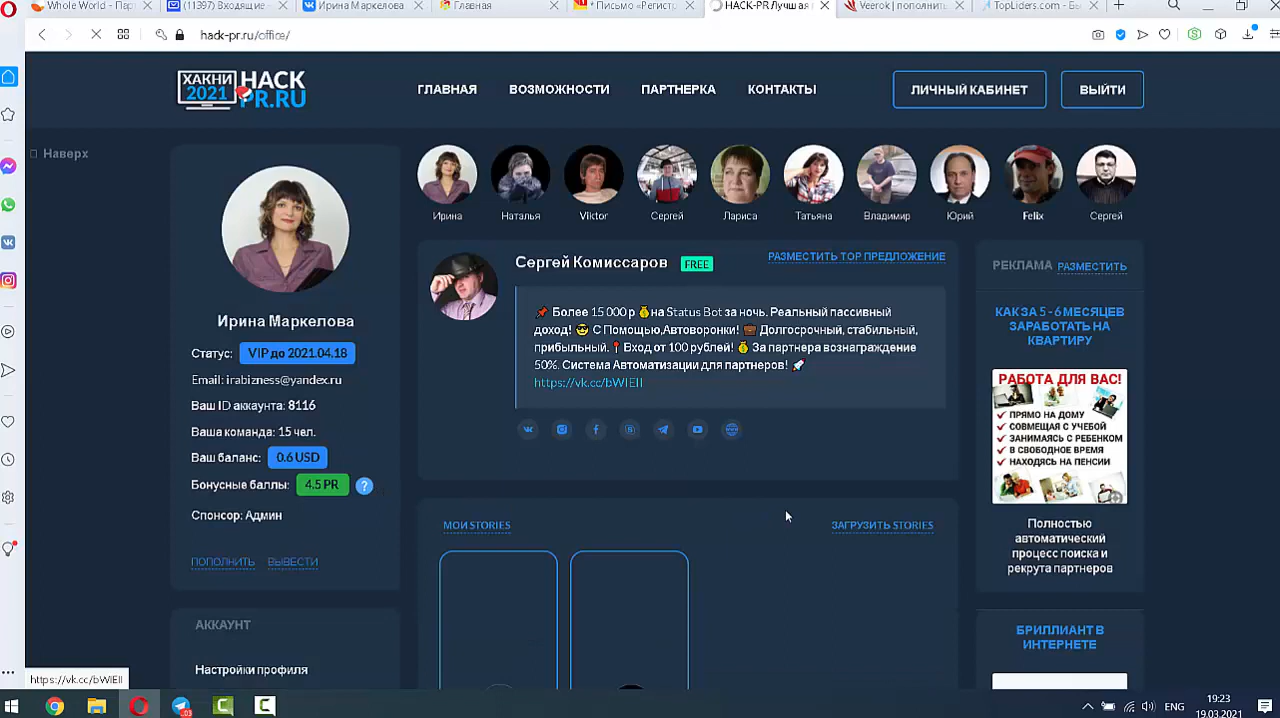 Whole World - Парт
(11397) Входящие -
Ирина Маркелова
Главная
* Письмо «Регистр
HACK-PR Лучшая
Veerok | пополнить
TopLiders.com - Бы
hack-pr.ru/office/
ХАКНИ 2021
HACK PR.RU
ГЛАВНАЯ
ВОЗМОЖНОСТИ
ПАРТНЕРКА
КОНТАКТЫ
ЛИЧНЫЙ КАБИНЕТ
ВЫЙТИ
Наверх
Ирина
Наталья
Viktor
Сергей
Лариса
Татьяна
Владимир
Юрий
Felix
Сергей
Ирина Маркелова
Статус: VIP до 2021.04.18
Email: irabizness@yandex.ru
Ваш ID аккаунта: 8116
Ваша команда: 15 чел.
Ваш баланс: 0.6 USD
Бонусные баллы: 4.5 PR ?
Спонсор: Админ
ПОПОЛНИТЬ
ВЫВЕСТИ
АККАУНТ
Настройки профиля
Сергей Комиссаров FREE
РАЗМЕСТИТЬ TOP ПРЕДЛОЖЕНИЕ
Более 15 000 р на Status Bot за ночь. Реальный пассивный
доход! С Помощью,Автоворонки! Долгосрочный, стабильный,
прибыльный. Вход от 100 рублей! За партнера вознаграждение
50%. Система Автоматизации для партнеров!
https://vk.cc/bWIEII
МОИ STORIES
ЗАГРУЗИТЬ STORIES
РЕКЛАМА РАЗМЕСТИТЬ
КАК ЗА 5 - 6 МЕСЯЦЕВ
ЗАРАБОТАТЬ НА
КВАРТИРУ
РАБОТА ДЛЯ ВАС!
ПРЯМО НА ДОМУ
СОВМЕЩАЯ С УЧЕБОЙ
ЗАНИМАЯСЬ С РЕБЕНКОМ
В СВОБОДНОЕ ВРЕМЯ
НАХОДЯСЬ НА ПЕНСИИ
Полностью
автоматический
процесс поиска и
рекрута партнеров
БРИЛЛИАНТ В
ИНТЕРНЕТЕ
https://vk.cc/bWIEII
ENG
19:23
19.03.2021